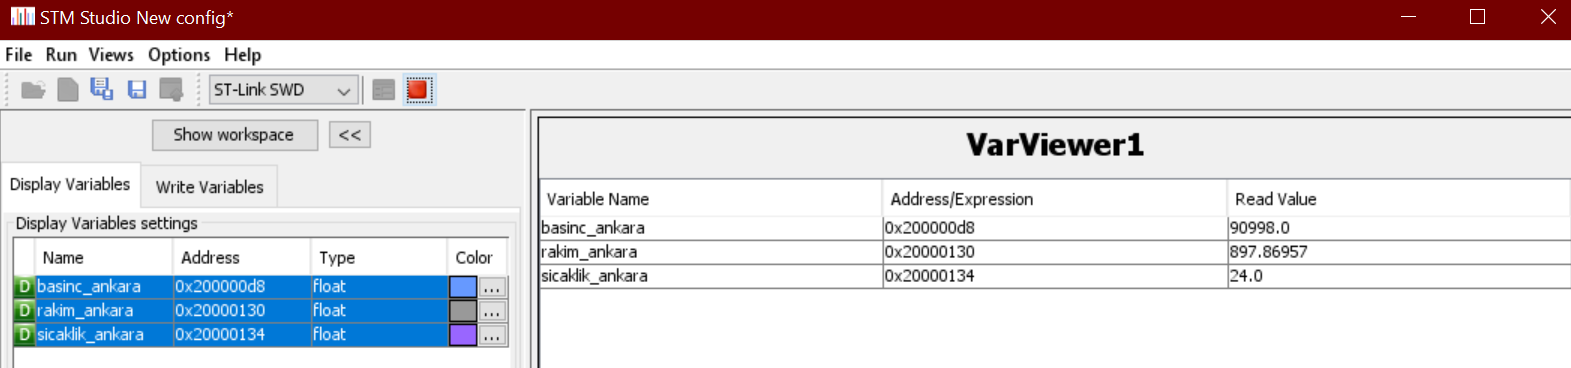 STM Studio New config*
File Run Views Options Help
ST-Link SWD
Show workspace <<
Display Variables Write Variables
Display Variables settings
Name Address Type Color
D basinc_ankara 0x200000d8 float ...
D rakim_ankara 0x20000130 float ...
D sicaklik_ankara 0x20000134 float ...
VarViewer1
Variable Name Address/Expression Read Value
basinc_ankara 0x200000d8 90998.0
rakim_ankara 0x20000130 897.86957
sicaklik_ankara 0x20000134 24.0